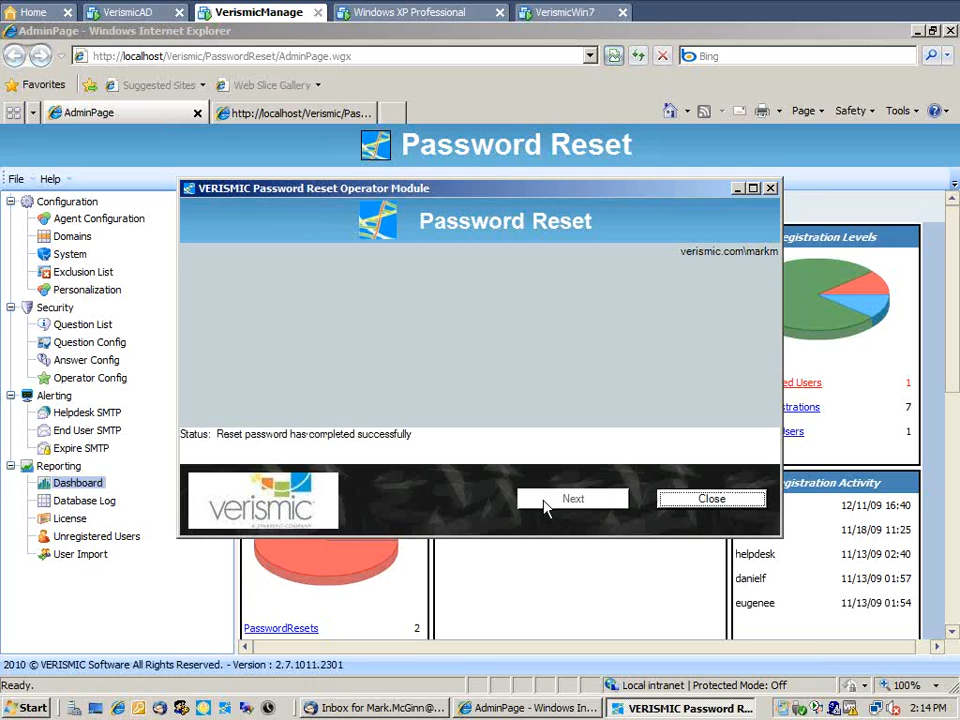 Home VerismicAD VerismicManage Windows XP Professional VerismicWin7
AdminPage - Windows Internet Explorer
http://localhost/Verismic/PasswordReset/AdminPage.wgx Bing
Favorites Suggested Sites Web Slice Gallery
AdminPage http://localhost/Verismic/Pas... Page Safety Tools
Password Reset
File Help
VERISMIC Password Reset Operator Module
Password Reset
verismic.com\markm
Status: Reset password has completed successfully
verismic
Next Close
Configuration
Agent Configuration
Domains
System
Exclusion List
Personalization
Security
Question List
Question Config
Answer Config
Operator Config
Alerting
Helpdesk SMTP
End User SMTP
Expire SMTP
Reporting
Dashboard
Database Log
License
Unregistered Users
User Import
egistration Levels
ed Users 1
strations 7
sers 1
egistration Activity
12/11/09 16:40
11/18/09 11:25
helpdesk 11/13/09 02:40
danielf 11/13/09 01:57
eugenee 11/13/09 01:54
PasswordResets 2
2010 © VERISMIC Software All Rights Reserved. - Version : 2.7.1011.2301
Ready. Local intranet | Protected Mode: Off 100%
Start Inbox for Mark.McGinn@... AdminPage - Windows In... VERISMIC Password R... 2:14 PM